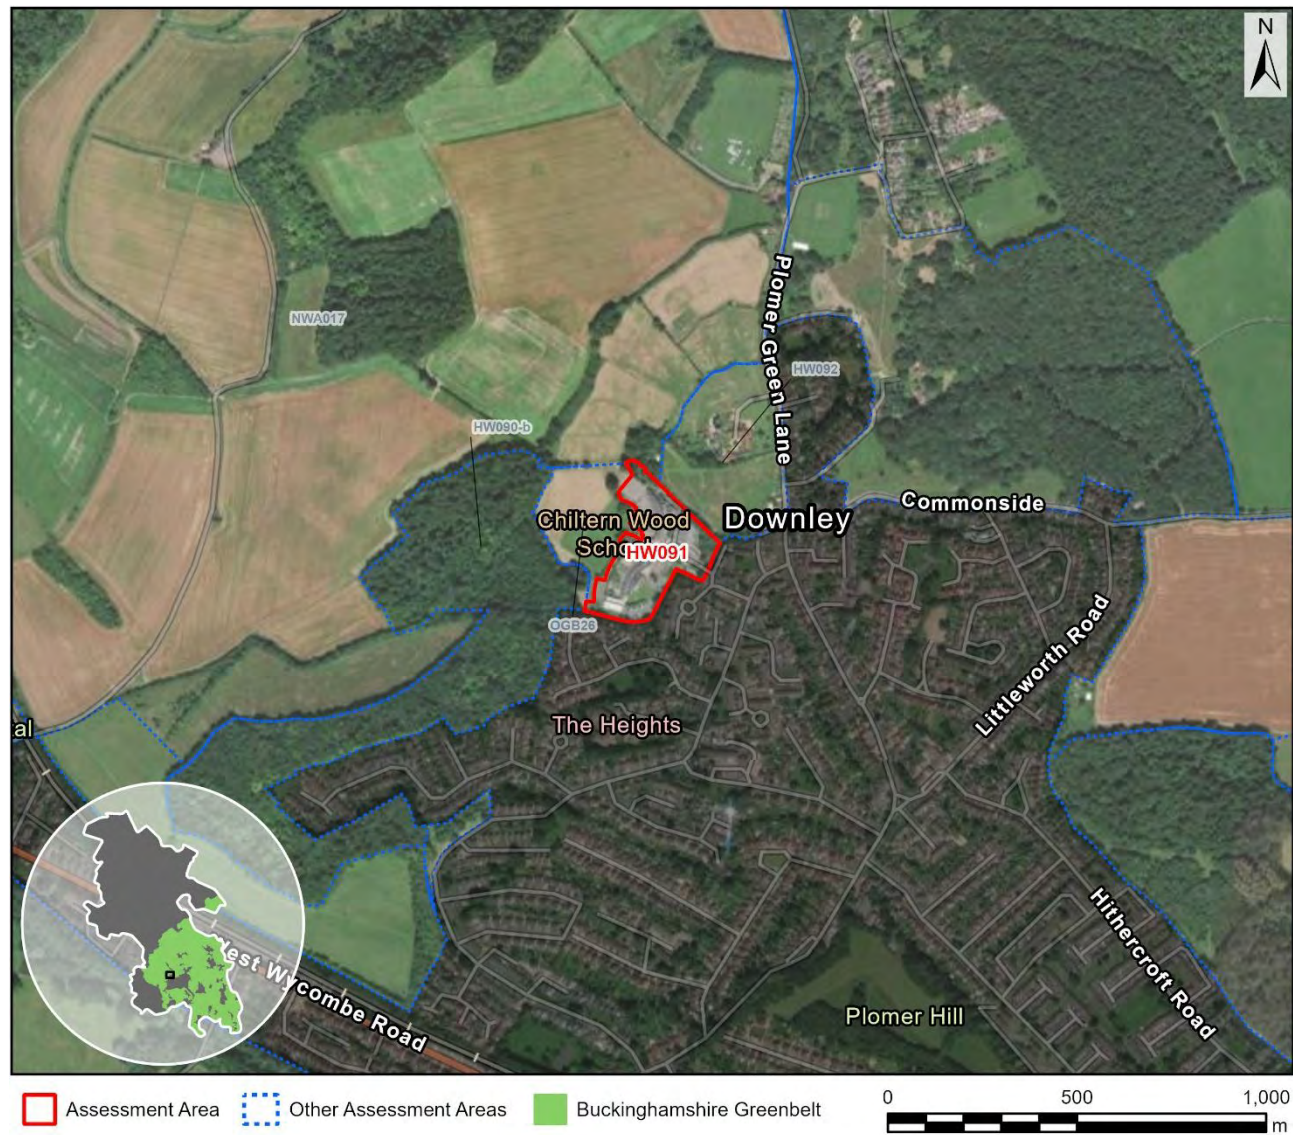 N
Plomer Green Lane
NWA017
HW092
HW090-b
Commonside
Downley
Chiltern Wood
School
HW091
OGB26
Littleworth Road
The Heights
al
West Wycombe Road
Hithercroft Road
Plomer Hill
Assessment Area
Other Assessment Areas
Buckinghamshire Greenbelt
0 500 1,000
m